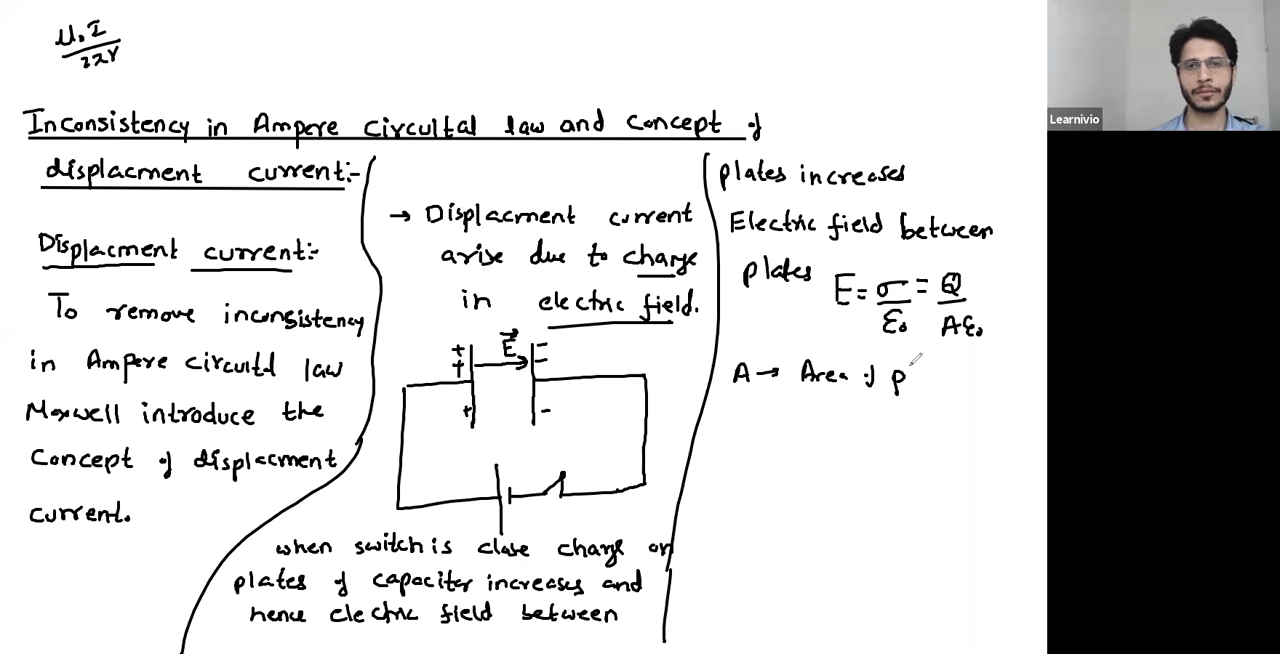 μ₀I
2πr
Inconsistency in Ampere circuital law and concept of
displacment current:-
Displacment current:-
To remove inconsistency
in Ampere circuital law
Maxwell introduce the
concept of displacment
current.
→ Displacment current
arise due to charge
in electric field.
+ E⃗ -
+ -
+ -
when switch is close charge on
plates of capacitor increases and
hence electric field between
plates increases
Electric field between
plates E = σ/ε₀ = Q/Aε₀
A → Area of p
Learnivio